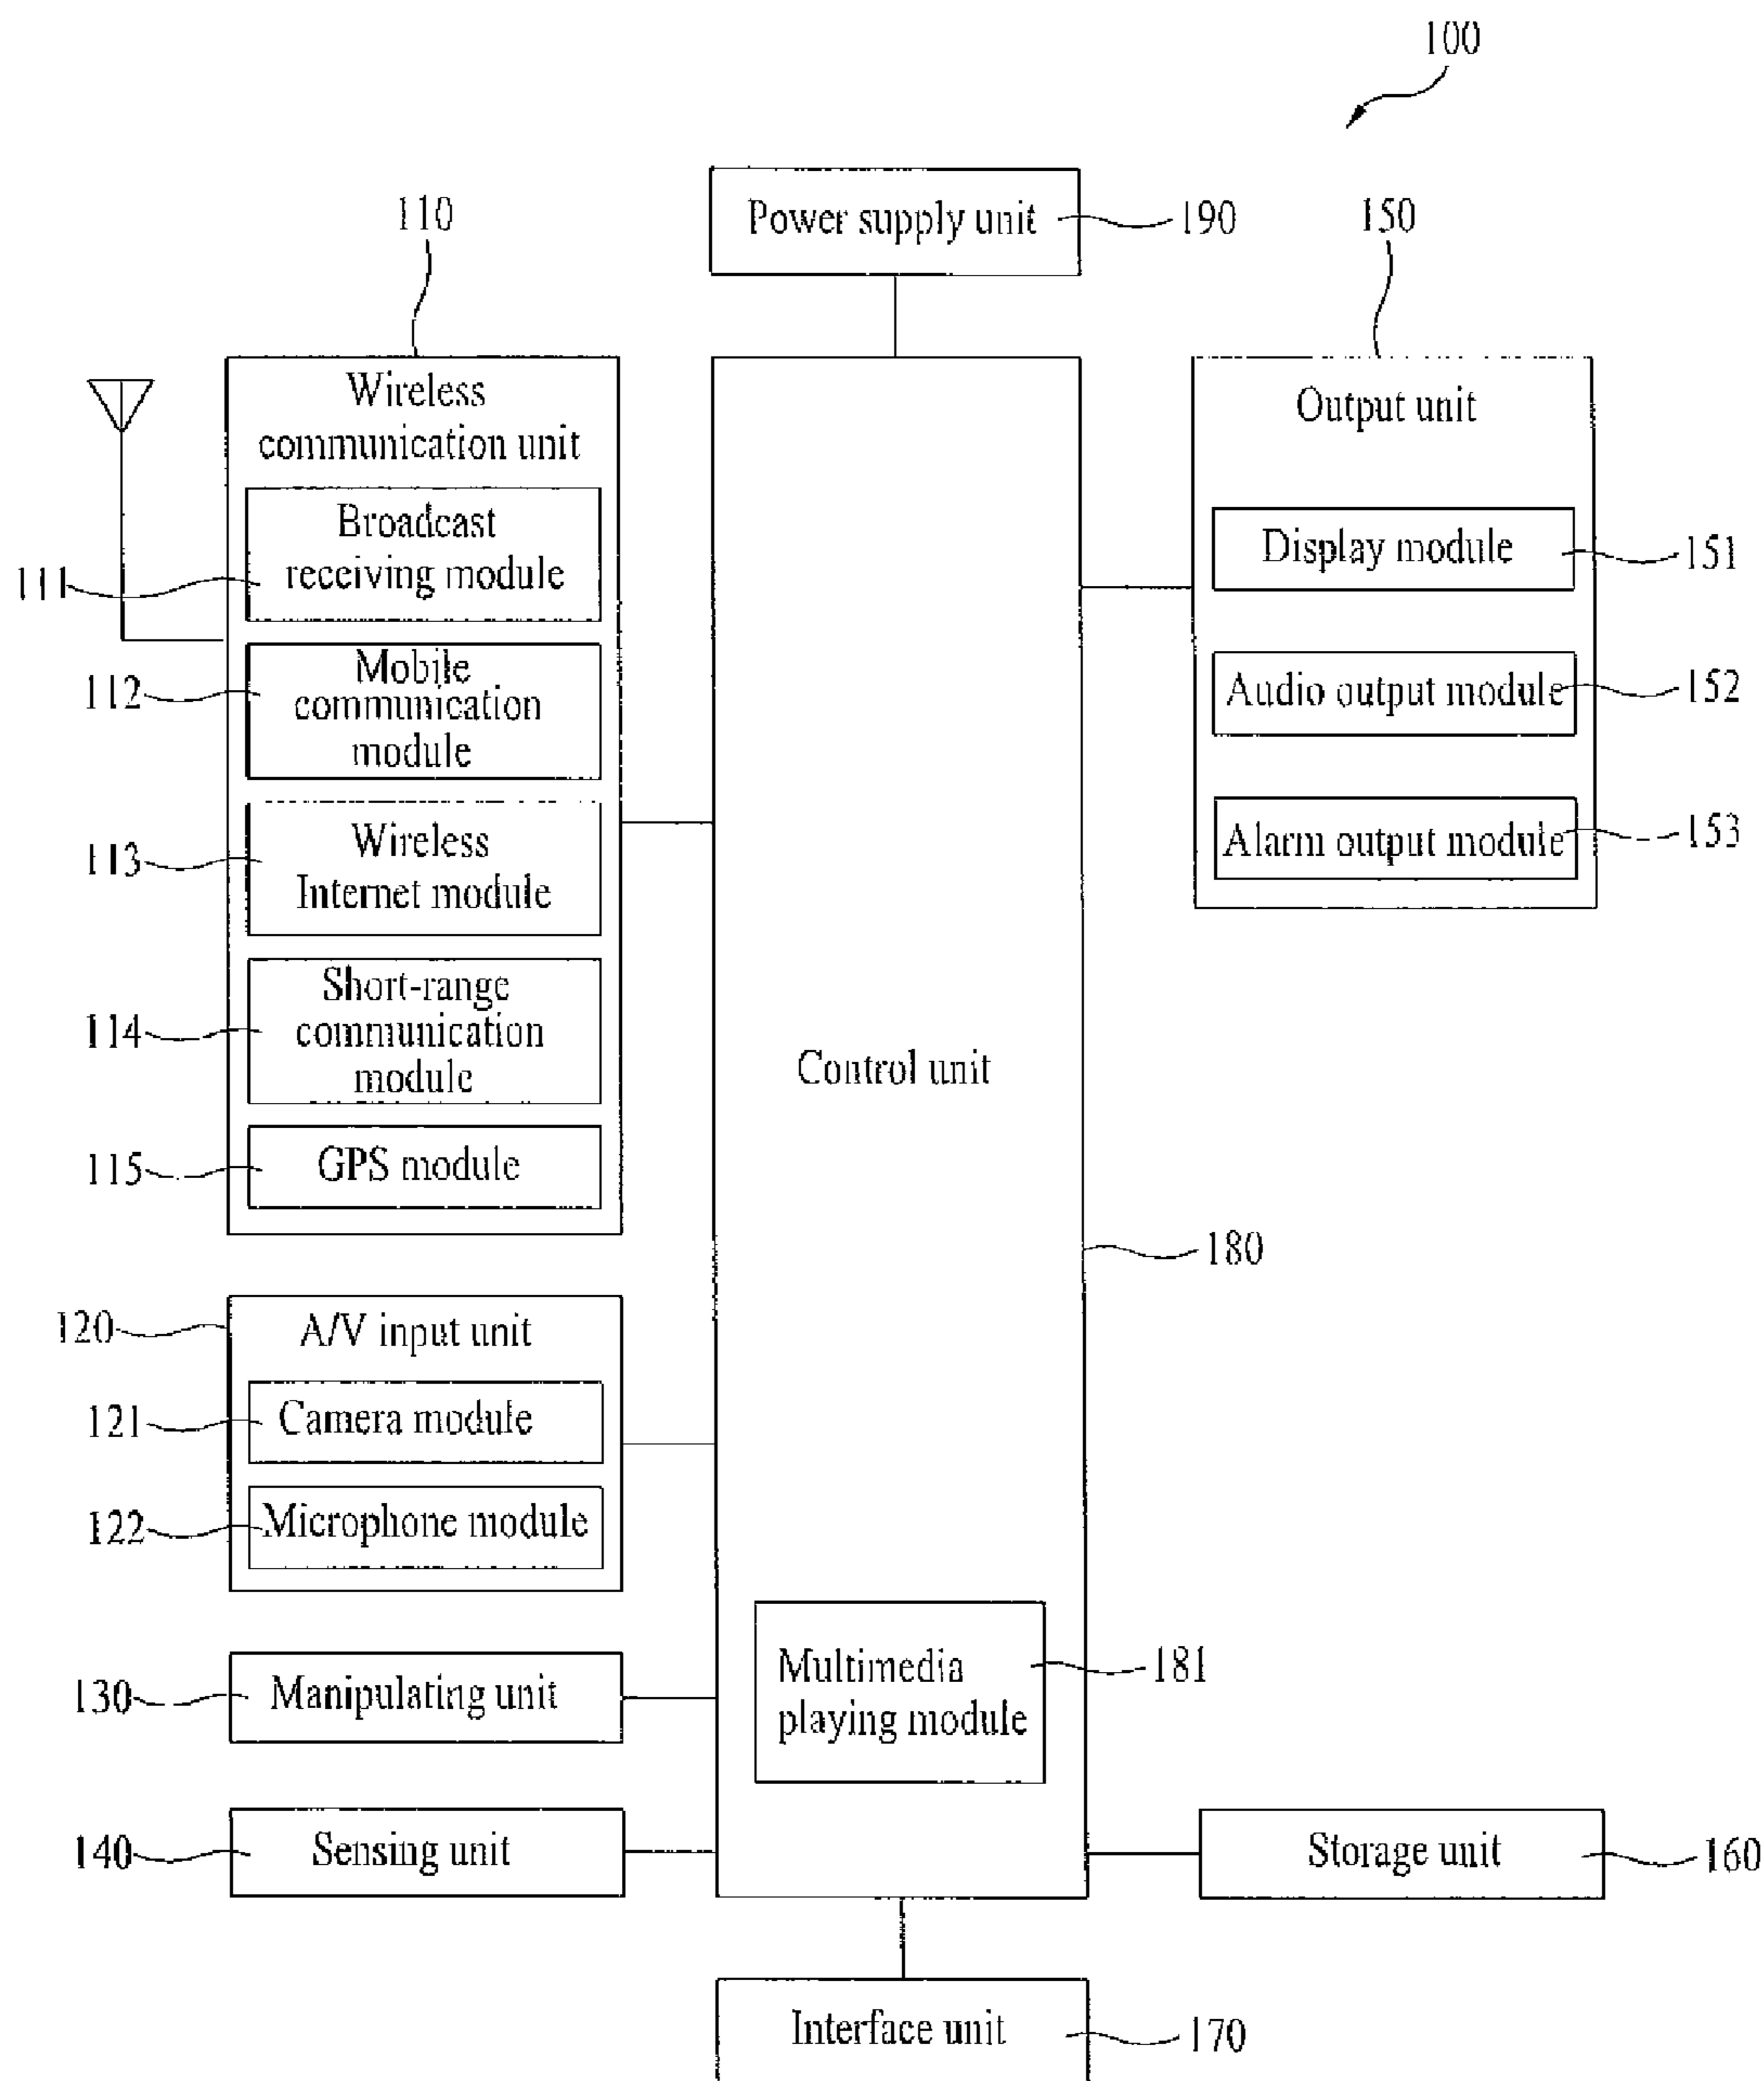 100
Power supply unit
190
110
150
Wireless
communication unit
Broadcast
receiving module
111
Mobile
communication
module
112
Wireless
Internet module
113
Short-range
communication
module
114
GPS module
115
Output unit
Display module
151
Audio output module
152
Alarm output module
153
Control unit
180
A/V input unit
120
Camera module
121
Microphone module
122
Manipulating unit
130
Multimedia
playing module
181
Sensing unit
140
Storage unit
160
Interface unit
170